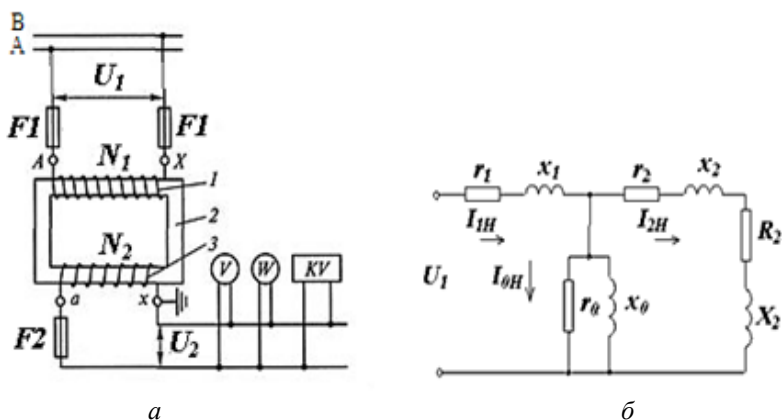 B
A
U₁
F1 F1
A N₁ X
1
2
N₂ 3
V W KV
a x
F2 U₂
x₁ x₂
r₁ r₂
I₁H I₂H R₂
U₁ I₀H
r₀ x₀ X₂
а б